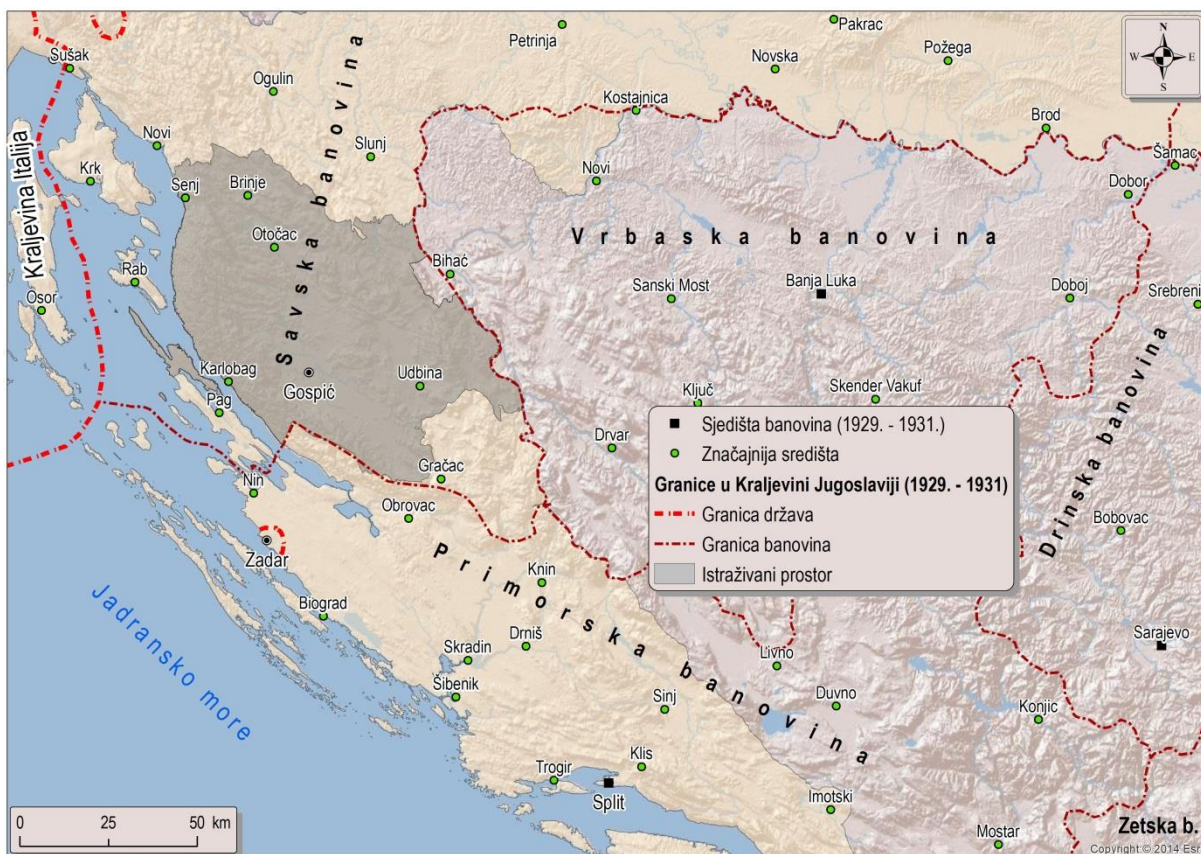 Sušak
Petrinja
Pakrac
Novska
Požega
N
W
E
S
Ogulin
Kostajnica
Brod
Novi
Slunj
Šamac
Krk
Novi
Dobor
Senj
Brinje
Kraljevina Italija
Savska banovina
Otočac
Vrbaska banovina
Bihać
Rab
Sanski Most
Banja Luka
Doboj
Srebreni
Osor
Karlobag
Gospić
Udbina
Pag
Ključ
Skender Vakuf
Drvar
Drinska banovina
Sjedišta banovina (1929. - 1931.)
Značajnija središta
Granice u Kraljevini Jugoslaviji (1929. - 1931)
Granica država
Granica banovina
Istraživani prostor
Gračac
Nin
Obrovac
Bobovac
Zadar
Primorska banovina
Knin
Biograd
Drniš
Skradin
Sarajevo
Livno
Šibenik
Jadransko more
Sinj
Duvno
Konjic
Klis
Trogir
Split
Imotski
Mostar
Zetska b.
0 25 50 km
Copyright:© 2014 Esr